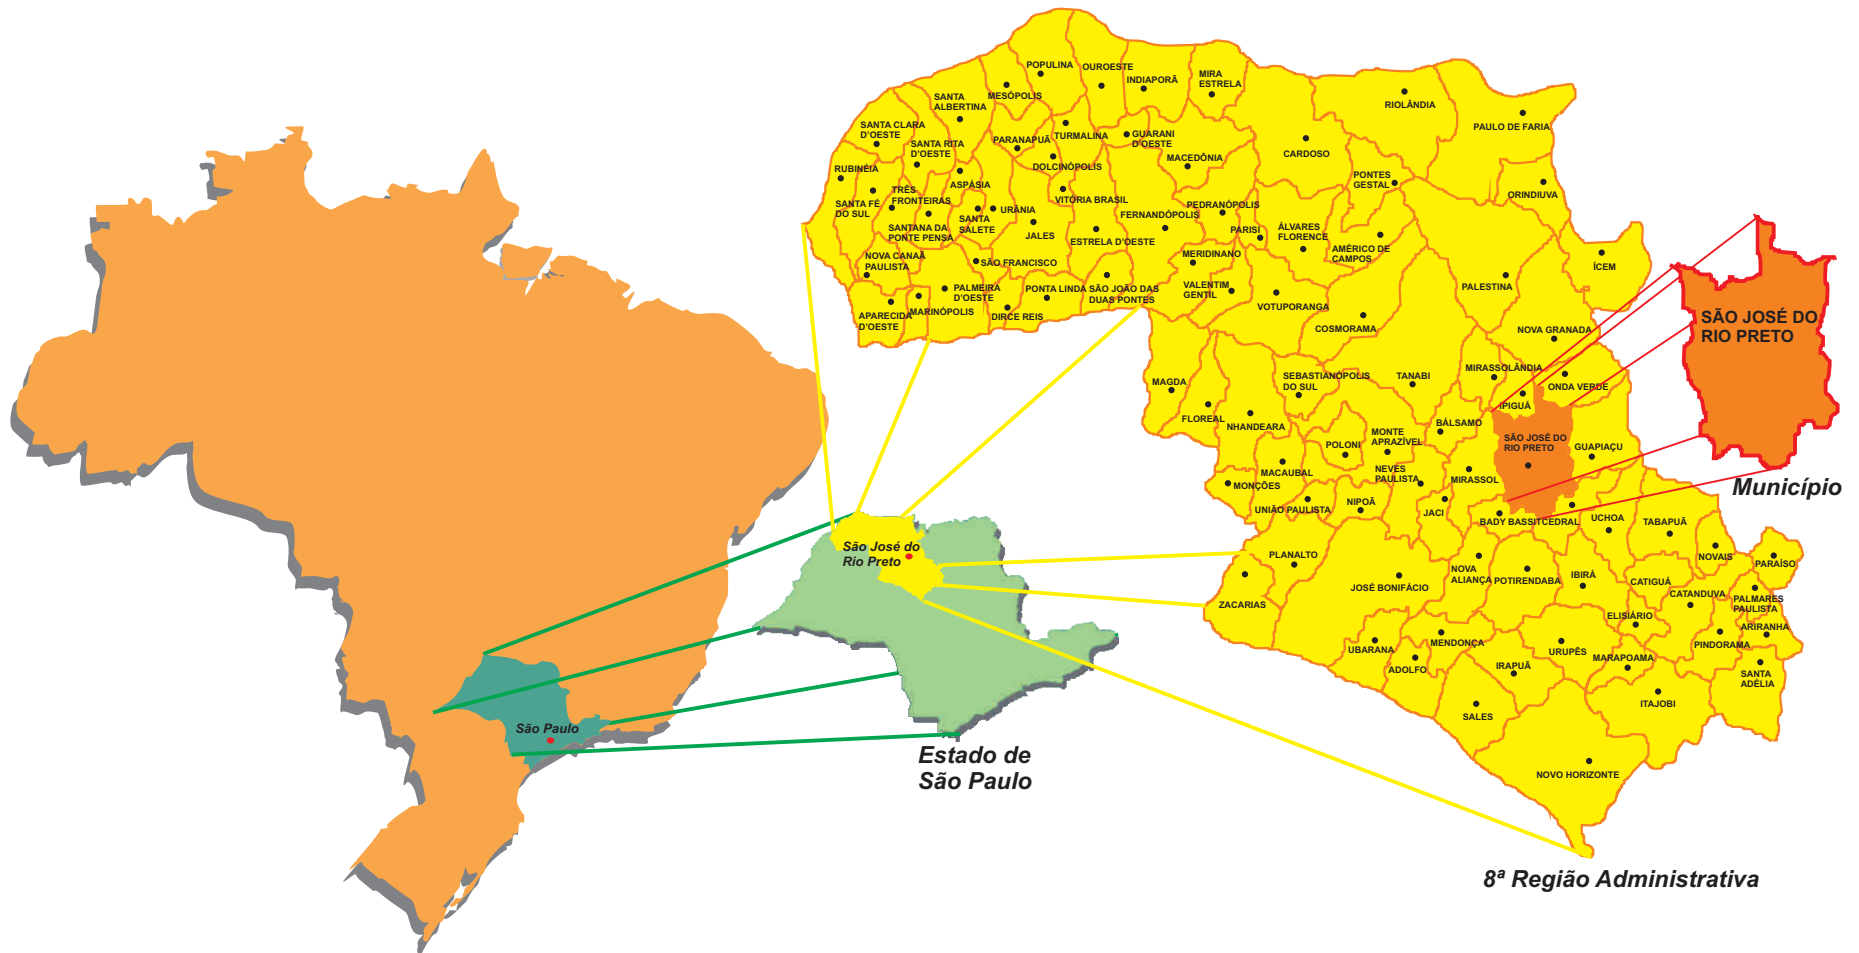 POPULINA
OUROESTE
INDIAPORÃ
MIRA
ESTRELA
MESÓPOLIS
SANTA
ALBERTINA
RIOLÂNDIA
PAULO DE FARIA
SANTA CLARA
D'OESTE
SANTA RITA
D'OESTE
PARANAPUÃ
TURMALINA
GUARANI
D'OESTE
CARDOSO
DOLCINÓPOLIS
MACEDÔNIA
RUBINÉIA
ASPÁSIA
PONTES
GESTAL
ORINDIUVA
SANTA FÉ
DO SUL
TRÊS
FRONTEIRAS
VITÓRIA BRASIL
PEDRANÓPOLIS
URÂNIA
SANTA
SALETE
FERNANDÓPOLIS
SANTANA DA
PONTE PENSA
JALES
ESTRELA D'OESTE
PARISI
ÁLVARES
FLORENCE
AMÉRICO DE
CAMPOS
NOVA CANAÃ
PAULISTA
SÃO FRANCISCO
MERIDINANO
ÍCEM
PALMEIRA
D'OESTE
PONTA LINDA
SÃO JOÃO DAS
DUAS PONTES
VALENTIM
GENTIL
VOTUPORANGA
PALESTINA
APARECIDA
D'OESTE
MARINÓPOLIS
DIRCE REIS
COSMORAMA
NOVA GRANADA
SÃO JOSÉ DO
RIO PRETO
MAGDA
SEBASTIANÓPOLIS
DO SUL
TANABI
MIRASSOLÂNDIA
ONDA VERDE
IPIGUÁ
FLOREAL
NHANDEARA
BÁLSAMO
POLONI
MONTE
APRAZÍVEL
SÃO JOSÉ DO
RIO PRETO
GUAPIAÇU
MACAUBAL
NEVES
PAULISTA
MIRASSOL
MONÇÕES
Município
UNIÃO PAULISTA
NIPOÃ
JACI
BADY BASSIT
CEDRAL
UCHOA
TABAPUÃ
São José do
Rio Preto
PLANALTO
NOVAIS
PARAÍSO
ZACARIAS
JOSÉ BONIFÁCIO
NOVA
ALIANÇA
POTIRENDABA
IBIRÁ
CATIGUÁ
CATANDUVA
PALMARES
PAULISTA
ELISIÁRIO
ARIRANHA
UBARANA
MENDONÇA
PINDORAMA
ADOLFO
IRAPUÃ
URUPÊS
MARAPOAMA
SANTA
ADÉLIA
SALES
ITAJOBI
São Paulo
Estado de
São Paulo
NOVO HORIZONTE
8ª Região Administrativa